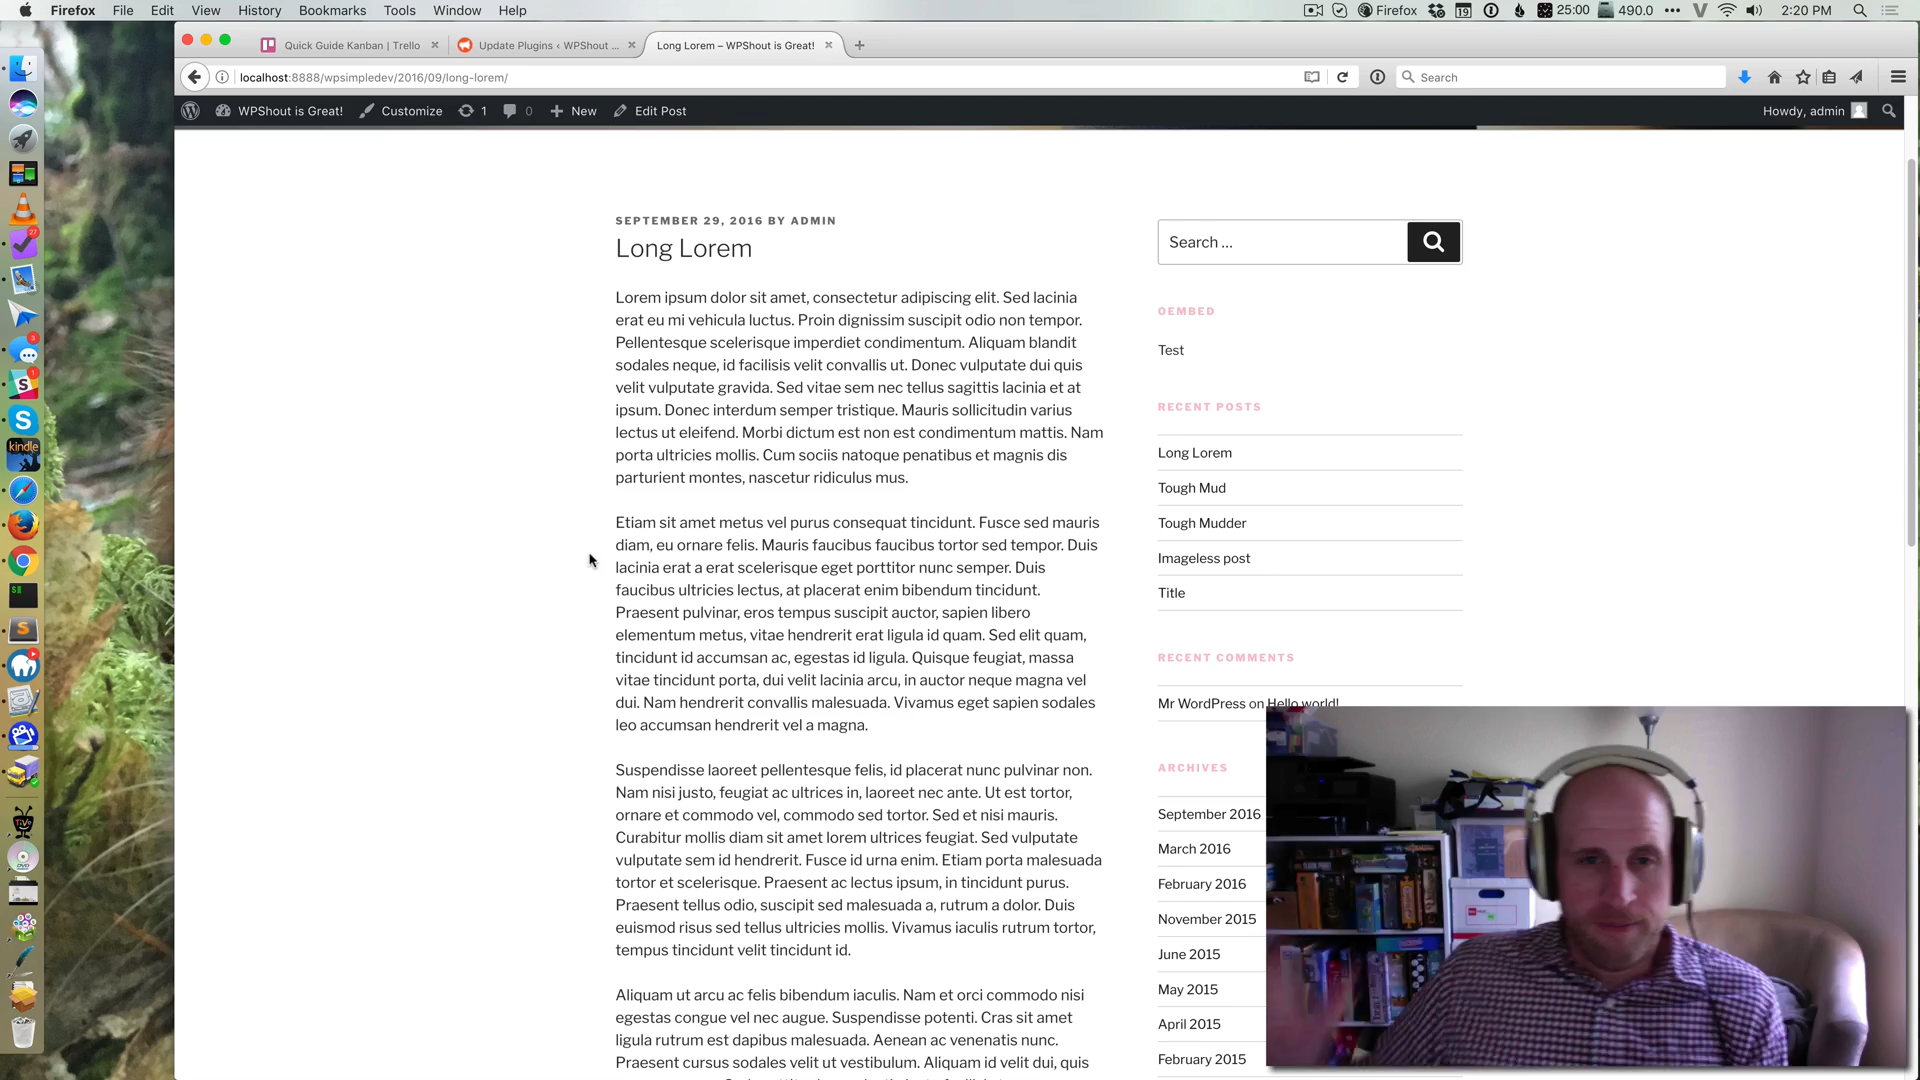 Firefox File Edit View History Bookmarks Tools Window Help
Firefox 19 25:00 490.0 2:20 PM
Quick Guide Kanban | Trello
Update Plugins ‹ WPShout ...
Long Lorem – WPShout is Great!
localhost:8888/wpsimpledev/2016/09/long-lorem/
Search
WPShout is Great! Customize 1 0 New Edit Post
Howdy, admin
SEPTEMBER 29, 2016 BY ADMIN
Long Lorem
Lorem ipsum dolor sit amet, consectetur adipiscing elit. Sed lacinia
erat eu mi vehicula luctus. Proin dignissim suscipit odio non tempor.
Pellentesque scelerisque imperdiet condimentum. Aliquam blandit
sodales neque, id facilisis velit convallis ut. Donec vulputate dui quis
velit vulputate gravida. Sed vitae sem nec tellus sagittis lacinia et at
ipsum. Donec interdum semper tristique. Mauris sollicitudin varius
lectus ut eleifend. Morbi dictum est non est condimentum mattis. Nam
porta ultricies mollis. Cum sociis natoque penatibus et magnis dis
parturient montes, nascetur ridiculus mus.
Etiam sit amet metus vel purus consequat tincidunt. Fusce sed mauris
diam, eu ornare felis. Mauris faucibus faucibus tortor sed tempor. Duis
lacinia erat a erat scelerisque eget porttitor nunc semper. Duis
faucibus ultricies lectus, at placerat enim bibendum tincidunt.
Praesent pulvinar, eros tempus suscipit auctor, sapien libero
elementum metus, vitae hendrerit erat ligula id quam. Sed elit quam,
tincidunt id accumsan ac, egestas id ligula. Quisque feugiat, massa
vitae tincidunt porta, dui velit lacinia arcu, in auctor neque magna vel
dui. Nam hendrerit convallis malesuada. Vivamus eget sapien sodales
leo accumsan hendrerit vel a magna.
Suspendisse laoreet pellentesque felis, id placerat nunc pulvinar non.
Nam nisi justo, feugiat ac ultrices in, laoreet nec ante. Ut est tortor,
ornare et commodo vel, commodo sed tortor. Sed et nisi mauris.
Curabitur mollis diam sit amet lorem ultrices feugiat. Sed vulputate
vulputate sem id hendrerit. Fusce id urna enim. Etiam porta malesuada
tortor et scelerisque. Praesent ac lectus ipsum, in tincidunt purus.
Praesent tellus odio, suscipit sed malesuada a, rutrum a dolor. Duis
euismod risus sed tellus ultricies mollis. Vivamus iaculis rutrum tortor,
tempus tincidunt velit tincidunt id.
Aliquam ut arcu ac felis bibendum iaculis. Nam et orci commodo nisi
egestas congue vel nec augue. Suspendisse potenti. Cras sit amet
ligula rutrum est dapibus malesuada. Aenean ac venenatis nunc.
Praesent cursus sodales velit ut vestibulum. Aliquam id velit dui, quis
Search ...
OEMBED
Test
RECENT POSTS
Long Lorem
Tough Mud
Tough Mudder
Imageless post
Title
RECENT COMMENTS
Mr WordPress on Hello world!
ARCHIVES
September 2016
March 2016
February 2016
November 2015
June 2015
May 2015
April 2015
February 2015
27
3
1
kindle
TiVo
DVD